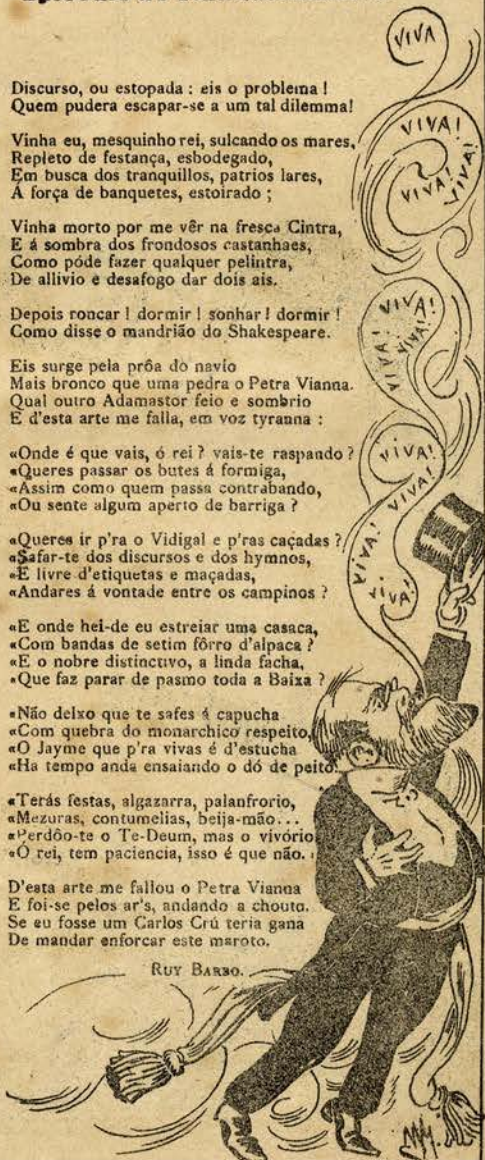 Discurso, ou estopada : eis o problema !
Quem pudera escapar-se a um tal dilemma!
Vinha eu, mesquinho rei, sulcando os mares,
Repleto de festança, esbodegado,
Em busca dos tranquillos, patrios lares,
Á força de banquetes, estoirado ;
Vinha morto por me vêr na fresca Cintra,
E á sombra dos frondosos castanhaes,
Como póde fazer qualquer pelintra,
De allivio e desafogo dar dois ais.
Depois roncar ! dormir ! sonhar ! dormir !
Como disse o mandrião do Shakespeare.
Eis surge pela prôa do navio
Mais bronco que uma pedra o Petra Vianna.
Qual outro Adamastor feio e sombrio
E d'esta arte me falla, em voz tyranna :
«Onde é que vais, ó rei ? vais-te raspando ?
«Queres passar os butes á formiga,
«Assim como quem passa contrabando,
«Ou sente algum aperto de barriga ?
«Queres ir p'ra o Vidigal e p'ras caçadas ?
«Safar-te dos discursos e dos hymnos,
«E livre d'etiquetas e maçadas,
«Andares á vontade entre os campinos ?
«E onde hei-de eu estreiar uma casaca,
«Com bandas de setim fôrro d'alpaca ?
«E o nobre distinctivo, a linda facha,
«Que faz parar de pasmo toda a Baixa ?
«Não deixo que te safes á capucha
«Com quebra do monarchico respeito,
«O Jayme que p'ra vivas é d'estucha
«Ha tempo anda ensaiando o dó de peito.
«Terás festas, algazarra, palanfrorio,
«Mezuras, contumelias, beija-mão...
«Perdôo-te o Te-Deum, mas o vivório
«Ó rei, tem paciencia, isso é que não.
D'esta arte me fallou o Petra Vianna
E foi-se pelos ar's, andando a chouto.
Se eu fosse um Carlos Crú teria gana
De mandar enforcar este maroto.
RUY BARBO.
VIVA
VIVA!
VIVA!
VIVA!
VIVA!
VIVA!
VIVA!
VIVA!
VIVA!
VIVA!
VIVA!